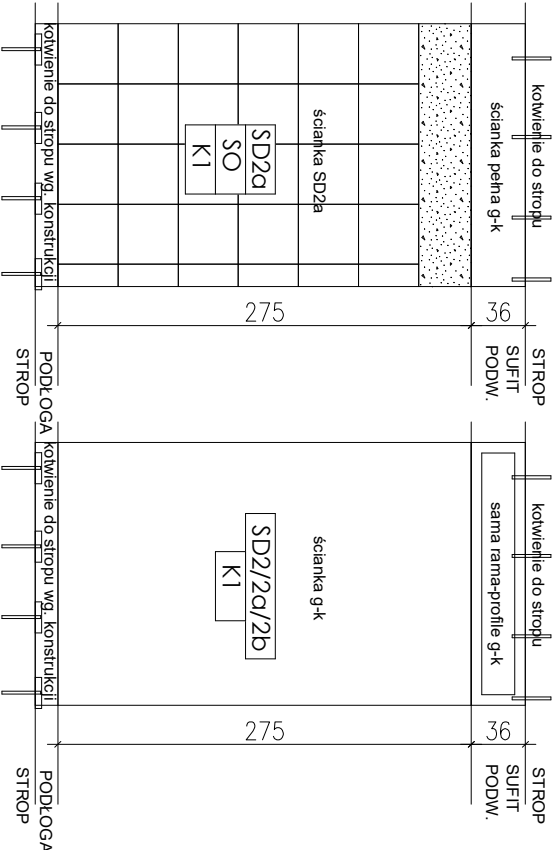 kotwienie do stropu
ścianka pełna g-k
ścianka SD2a
SD2a
SO
K1
kotwienie do stropu wg. konstrukcji
275
36
STROP
SUFIT
PODW.
PODŁOGA
STROP
kotwienie do stropu
sama rama-profile g-k
ścianka g-k
SD2/2a/2b
K1
kotwienie do stropu wg. konstrukcji
275
36
STROP
SUFIT
PODW.
PODŁOGA
STROP